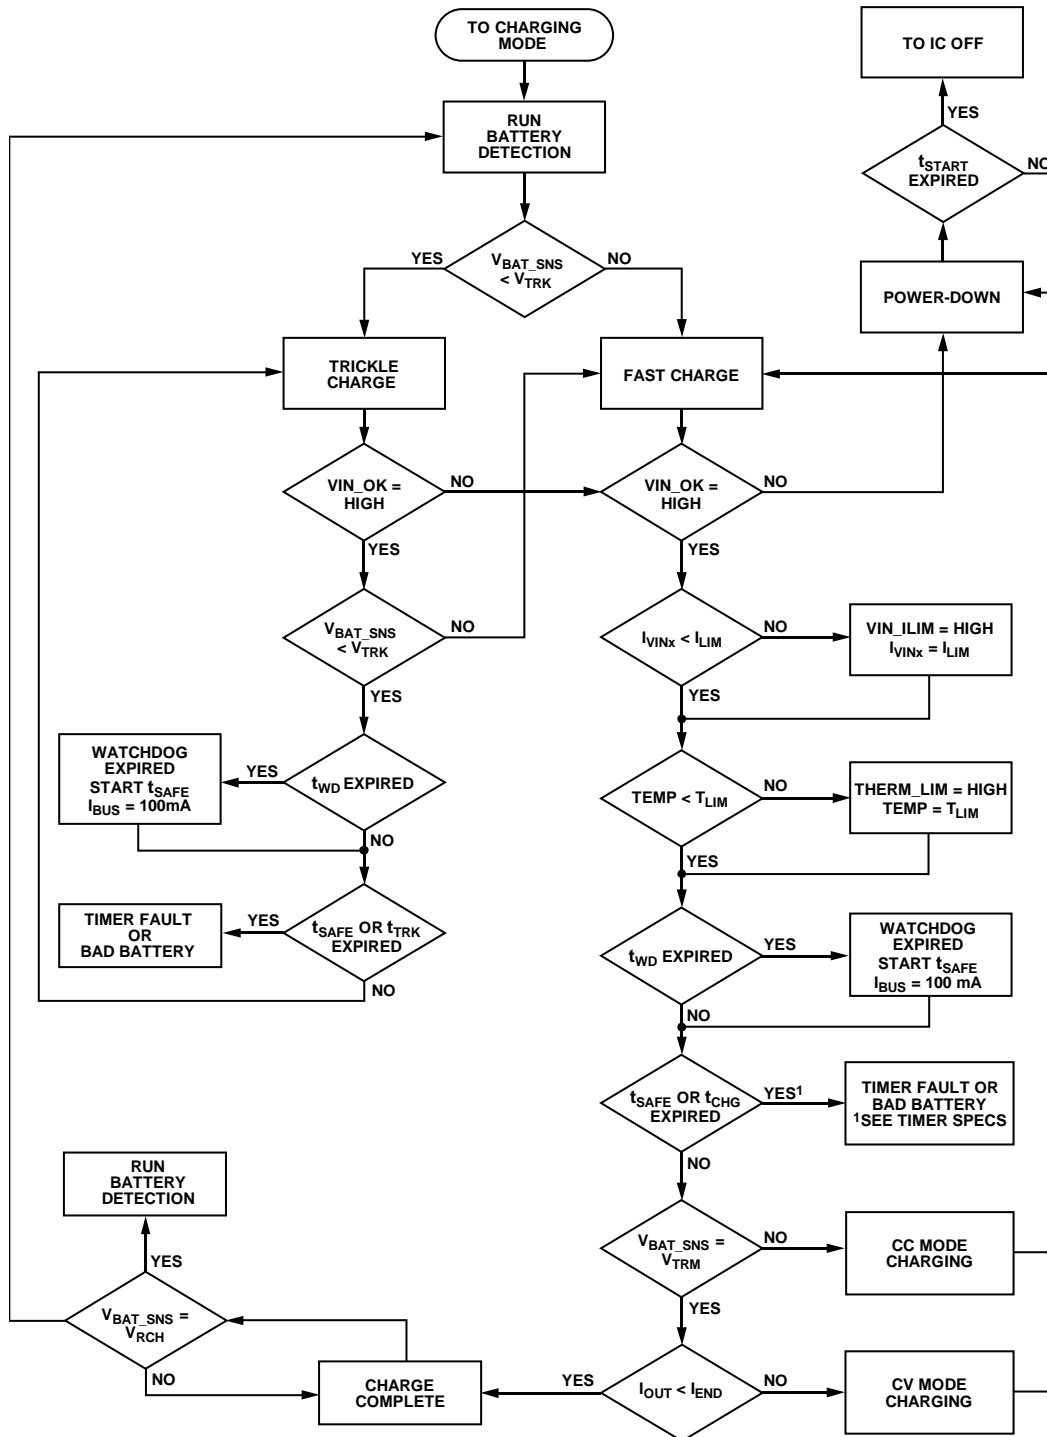 TO CHARGING
MODE
TO IC OFF
YES
RUN
BATTERY
DETECTION
tSTART
EXPIRED
NO
YES
VBAT_SNS
< VTRK
NO
POWER-DOWN
TRICKLE
CHARGE
FAST CHARGE
VIN_OK =
HIGH
NO
VIN_OK =
HIGH
NO
YES
YES
VBAT_SNS
< VTRK
NO
IVINx < ILIM
NO
VIN_ILIM = HIGH
IVINx = ILIM
YES
YES
WATCHDOG
EXPIRED
START tSAFE
IBUS = 100mA
YES
tWD EXPIRED
NO
TEMP < TLIM
NO
THERM_LIM = HIGH
TEMP = TLIM
YES
TIMER FAULT
OR
BAD BATTERY
YES
tSAFE OR tTRK
EXPIRED
NO
tWD EXPIRED
YES
WATCHDOG
EXPIRED
START tSAFE
IBUS = 100 mA
NO
tSAFE OR tCHG
EXPIRED
YES¹
TIMER FAULT OR
BAD BATTERY
¹SEE TIMER SPECS
NO
RUN
BATTERY
DETECTION
YES
VBAT_SNS =
VTRM
NO
CC MODE
CHARGING
YES
VBAT_SNS =
VRCH
NO
CHARGE
COMPLETE
YES
IOUT < IEND
NO
CV MODE
CHARGING